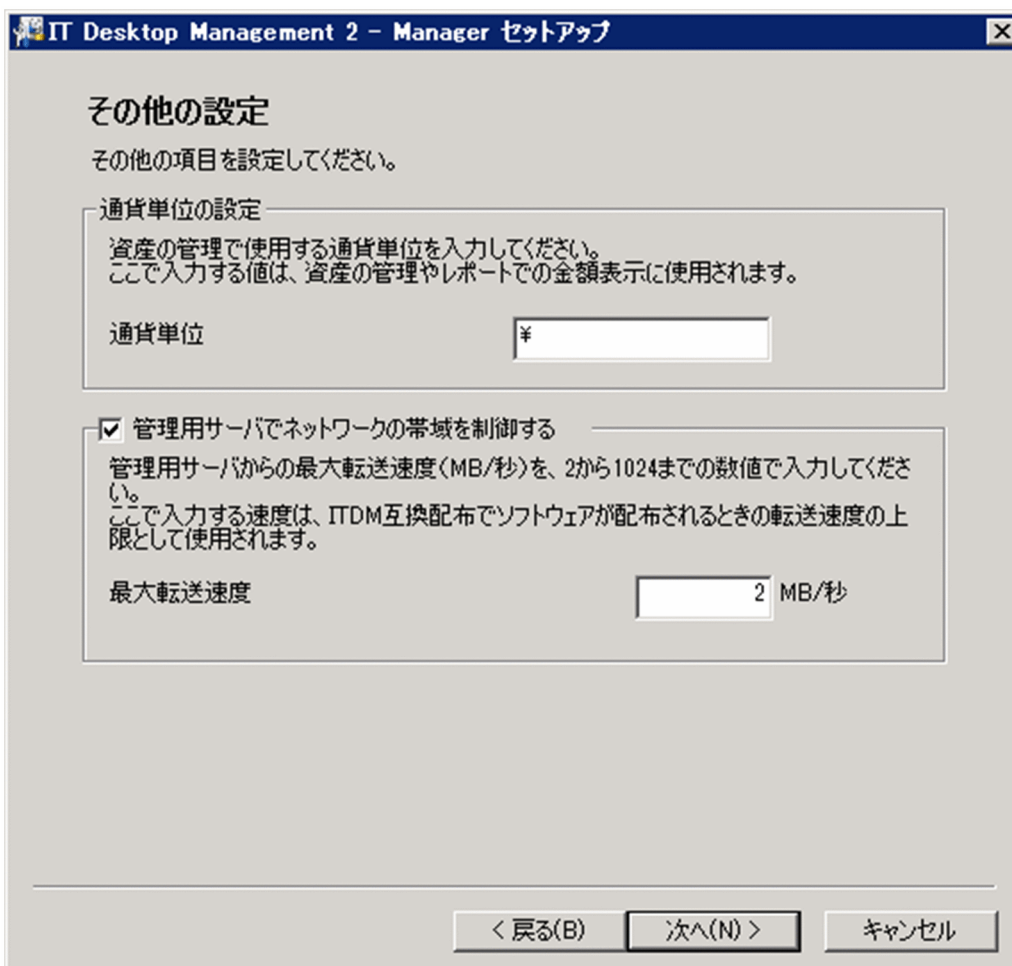 IT Desktop Management 2 - Manager セットアップ
その他の設定
その他の項目を設定してください。
通貨単位の設定
資産の管理で使用する通貨単位を入力してください。
ここで入力する値は、資産の管理やレポートでの金額表示に使用されます。
通貨単位
¥
管理用サーバでネットワークの帯域を制御する
管理用サーバからの最大転送速度(MB/秒)を、2から1024までの数値で入力してくださ
い。
ここで入力する速度は、ITDM互換配布でソフトウェアが配布されるときの転送速度の上
限として使用されます。
最大転送速度
2 MB/秒
< 戻る(B) 次へ(N) > キャンセル